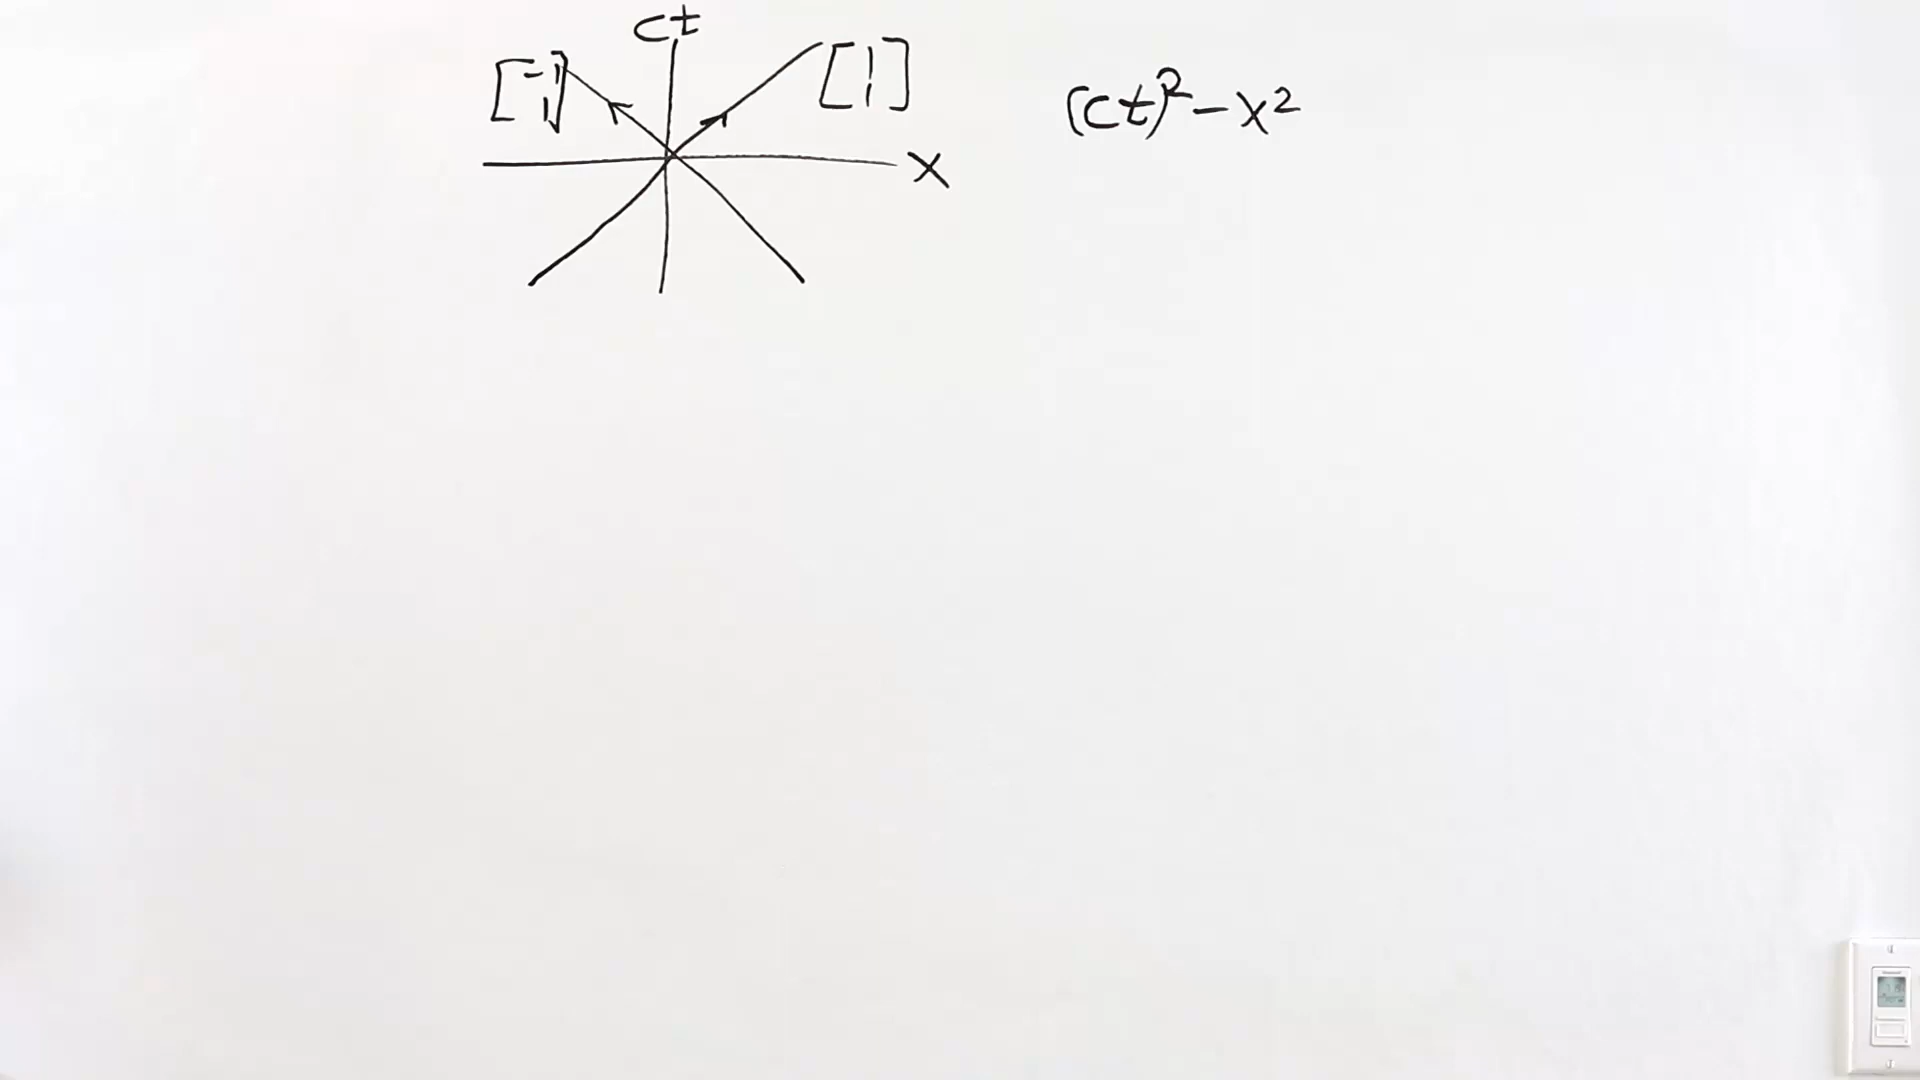 ct
[-1 1]
[1 1]
(ct)² - x²
x